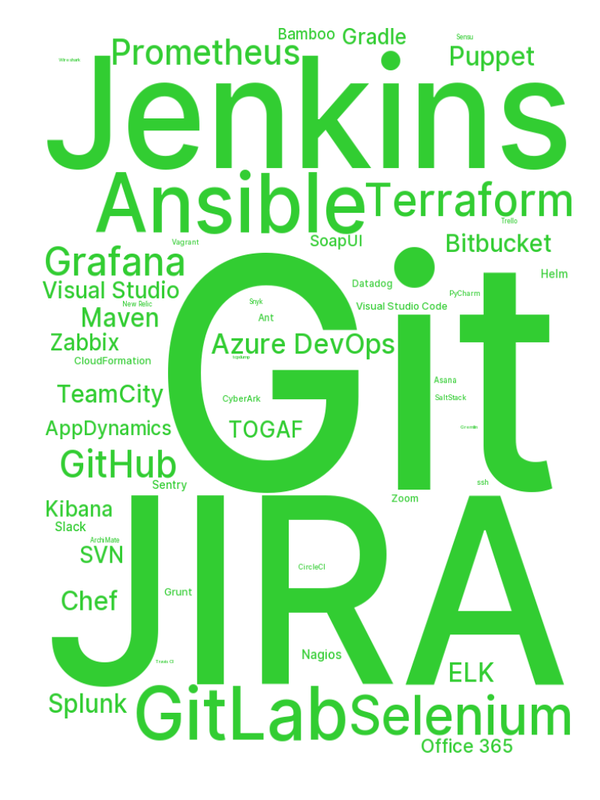 Bamboo
Gradle
Prometheus
Puppet
Jenkins
Ansible
Terraform
Trello
Vagrant
SoapUI
Bitbucket
Grafana
Helm
Datadog
Visual Studio
PyCharm
New Relic
Snyk
Visual Studio Code
Maven
Ant
Git
Zabbix
Azure DevOps
CloudFormation
Asana
TeamCity
CyberArk
SaltStack
AppDynamics
TOGAF
GitHub
Sentry
ssh
Zoom
Kibana
Slack
ArchiMate
SVN
JIRA
CircleCI
Grunt
Chef
Nagios
Travis CI
ELK
Splunk
GitLab
Selenium
Office 365